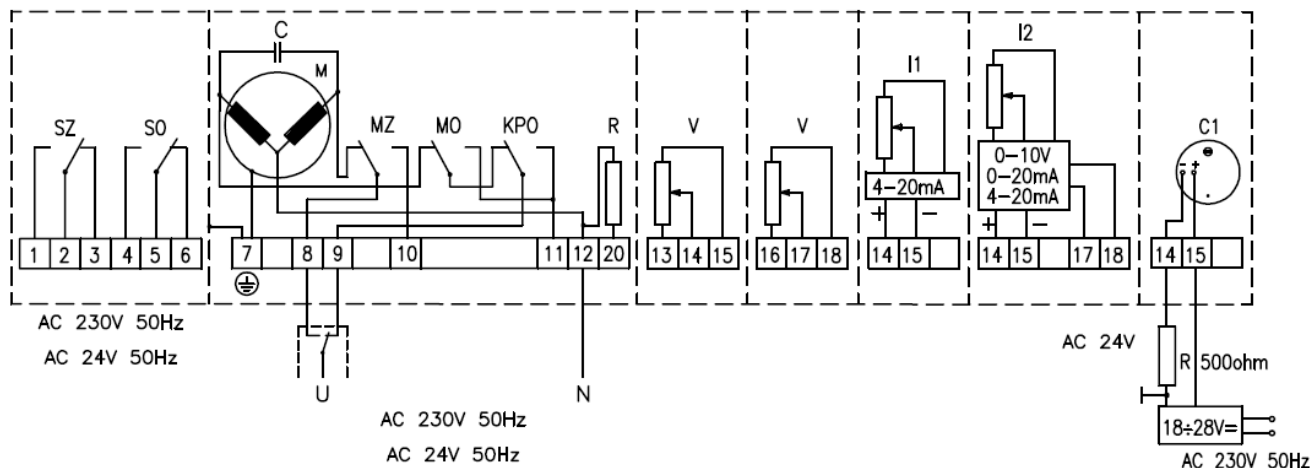 C
M
I1
I2
SZ SO MZ MO KPO R V V C1
4-20mA
0-10V
0-20mA
4-20mA
+ - + - - +
1 2 3 4 5 6 7 8 9 10 11 12 20 13 14 15 16 17 18 14 15 14 15 17 18 14 15
AC 230V 50Hz
AC 24V 50Hz
U N
AC 230V 50Hz
AC 24V 50Hz
AC 24V
R 500ohm
18÷28V=
AC 230V 50Hz